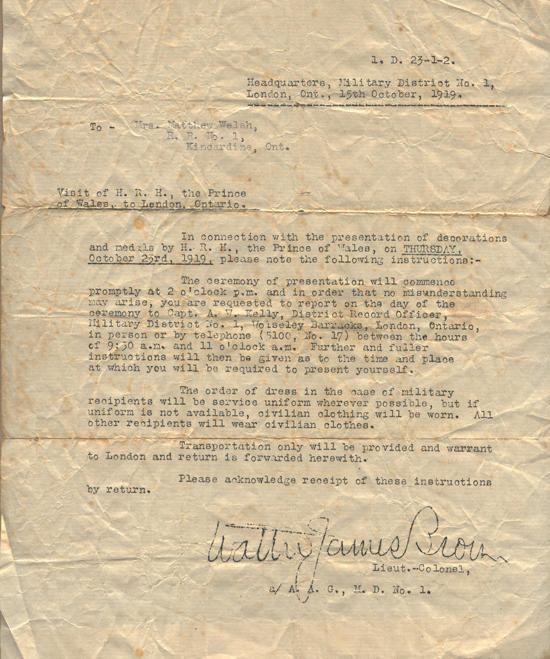 1. D. 23-1-2.
Headquarters, Military District No. 1,
London, Ont., 15th October, 1919.
To - Mrs. Matthew Welsh,
R. R. No. 1,
Kincardine, Ont.
Visit of H. R. H., the Prince
of Wales, to London, Ontario.
In connection with the presentation of decorations
and medals by H. R. H., the Prince of Wales, on THURSDAY,
October 23rd, 1919, please note the following instructions:-
The ceremony of presentation will commence
promptly at 2 o'clock p.m. and in order that no misunderstanding
may arise, you are requested to report on the day of the
ceremony to Capt. A. W. Kelly, District Record Officer,
Military District No. 1, Wolseley Barracks, London, Ontario,
in person or by telephone (5100, No. 17) between the hours
of 9:30 a.m. and 11 o'clock a.m. Further and fuller
instructions will then be given as to the time and place
at which you will be required to present yourself.
The order of dress in the case of military
recipients will be service uniform wherever possible, but if
uniform is not available, civilian clothing will be worn. All
other recipients will wear civilian clothes.
Transportation only will be provided and warrant
to London and return is forwarded herewith.
Please acknowledge receipt of these instructions
by return.
James Brown
Lieut.-Colonel,
a/ A. A. G., M. D. No. 1.